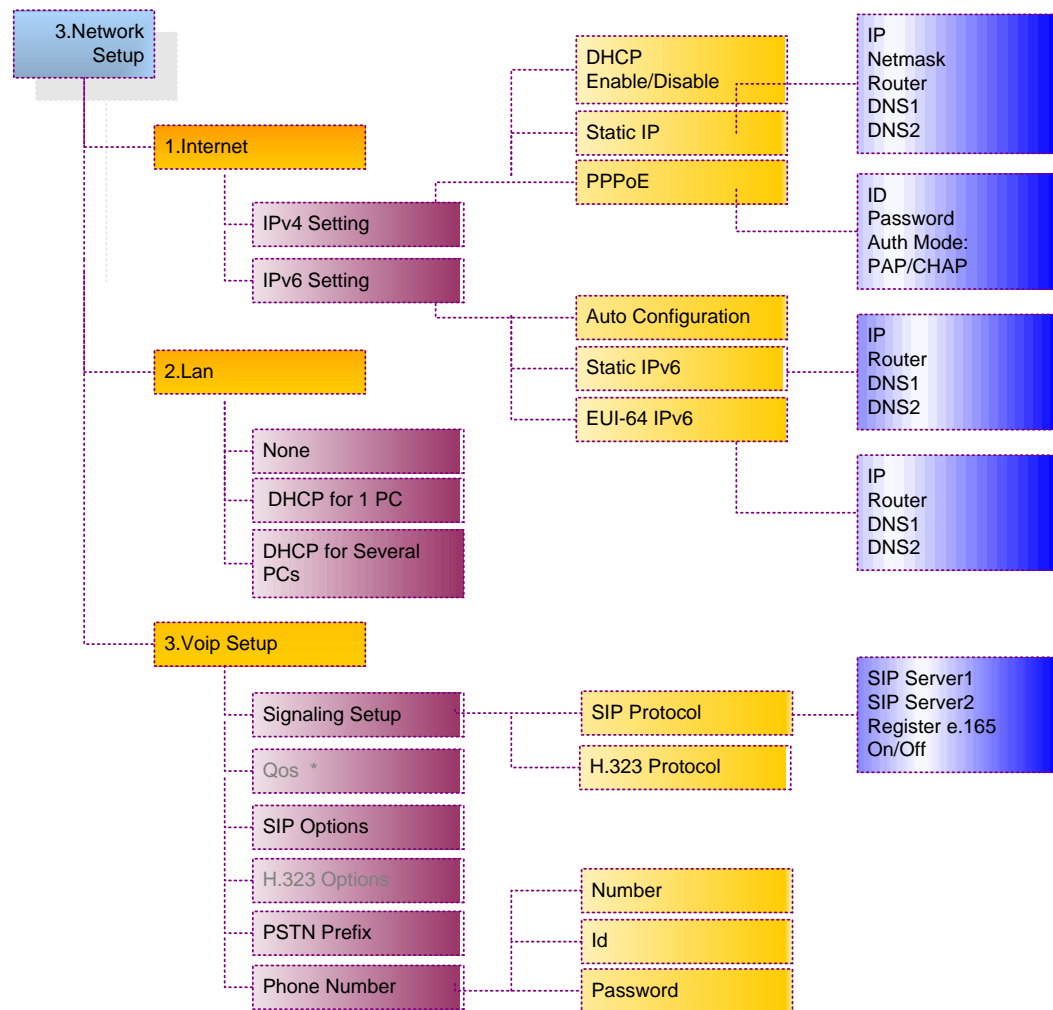 3.Network
Setup
1.Internet
IPv4 Setting
DHCP
Enable/Disable
Static IP
IP
Netmask
Router
DNS1
DNS2
PPPoE
ID
Password
Auth Mode:
PAP/CHAP
IPv6 Setting
Auto Configuration
Static IPv6
IP
Router
DNS1
DNS2
EUI-64 IPv6
IP
Router
DNS1
DNS2
2.Lan
None
DHCP for 1 PC
DHCP for Several
PCs
3.Voip Setup
Signaling Setup
SIP Protocol
SIP Server1
SIP Server2
Register e.165
On/Off
H.323 Protocol
Qos *
SIP Options
H.323 Options
PSTN Prefix
Phone Number
Number
Id
Password